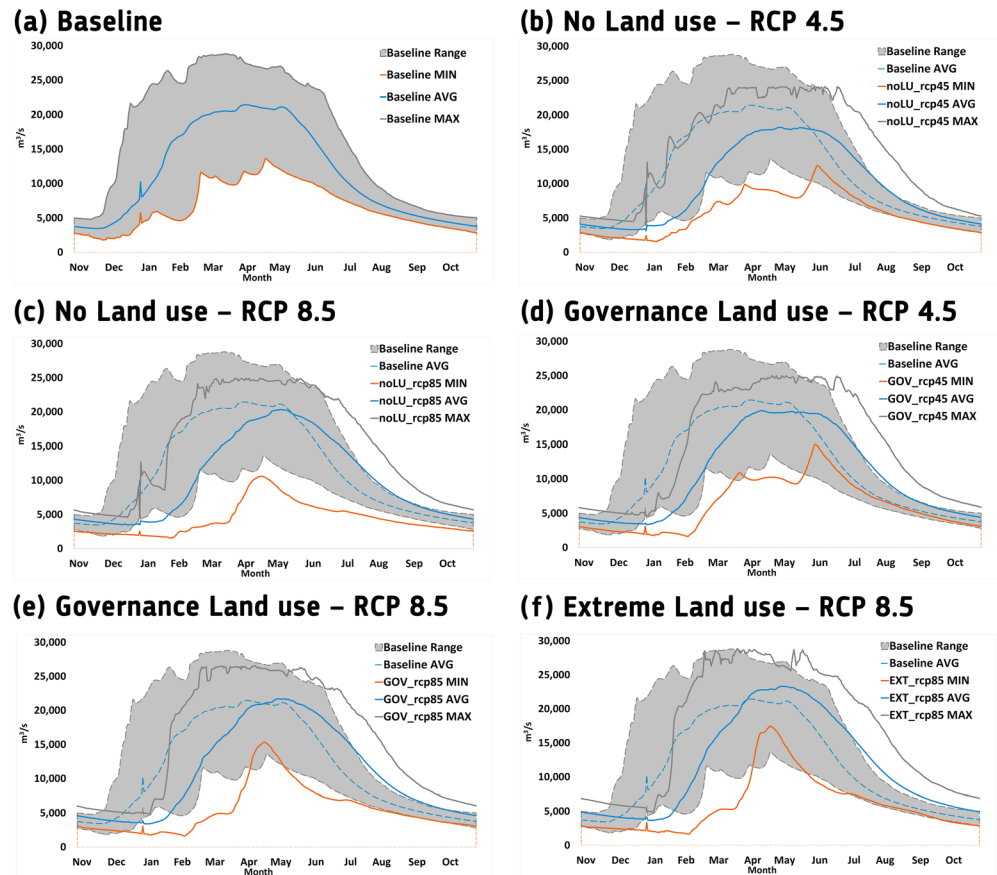 (a) Baseline
30,000
25,000
20,000
15,000
10,000
5,000
0
m³/s
Nov Dec Jan Feb Mar Apr May Jun Jul Aug Sep Oct
Month
Baseline Range
Baseline MIN
Baseline AVG
Baseline MAX
(b) No Land use – RCP 4.5
30,000
25,000
20,000
15,000
10,000
5,000
0
m³/s
Nov Dec Jan Feb Mar Apr May Jun Jul Aug Sep Oct
Month
Baseline Range
Baseline AVG
noLU_rcp45 MIN
noLU_rcp45 AVG
noLU_rcp45 MAX
(c) No Land use – RCP 8.5
30,000
25,000
20,000
15,000
10,000
5,000
0
m³/s
Nov Dec Jan Feb Mar Apr May Jun Jul Aug Sep Oct
Month
Baseline Range
Baseline AVG
noLU_rcp85 MIN
noLU_rcp85 AVG
noLU_rcp85 MAX
(d) Governance Land use – RCP 4.5
30,000
25,000
20,000
15,000
10,000
5,000
0
m³/s
Nov Dec Jan Feb Mar Apr May Jun Jul Aug Sep Oct
Month
Baseline Range
Baseline AVG
GOV_rcp45 MIN
GOV_rcp45 AVG
GOV_rcp45 MAX
(e) Governance Land use – RCP 8.5
30,000
25,000
20,000
15,000
10,000
5,000
0
m³/s
Nov Dec Jan Feb Mar Apr May Jun Jul Aug Sep Oct
Month
Baseline Range
Baseline AVG
GOV_rcp85 MIN
GOV_rcp85 AVG
GOV_rcp85 MAX
(f) Extreme Land use – RCP 8.5
30,000
25,000
20,000
15,000
10,000
5,000
0
m³/s
Nov Dec Jan Feb Mar Apr May Jun Jul Aug Sep Oct
Month
Baseline Range
Baseline AVG
EXT_rcp85 MIN
EXT_rcp85 AVG
EXT_rcp85 MAX